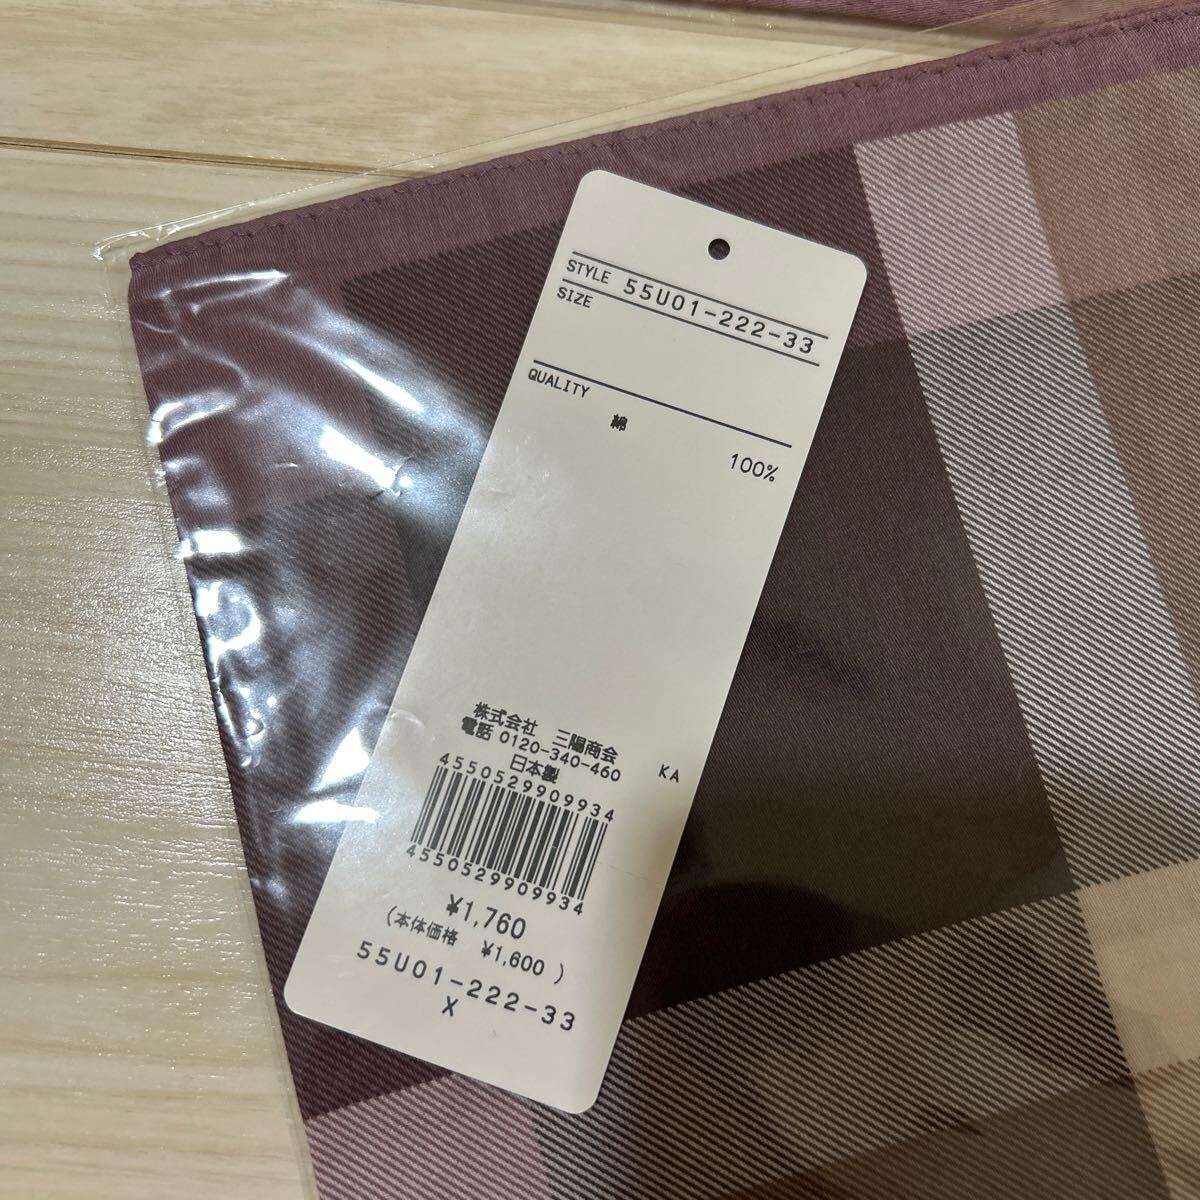 STYLE 55U01-222-33
SIZE
QUALITY
綿
100%
株式会社 三陽商会
電話 0120-340-460 KA
日本製
4550529909934
4550529909934
¥1,760
(本体価格 ¥1,600 )
55U01-222-33
X